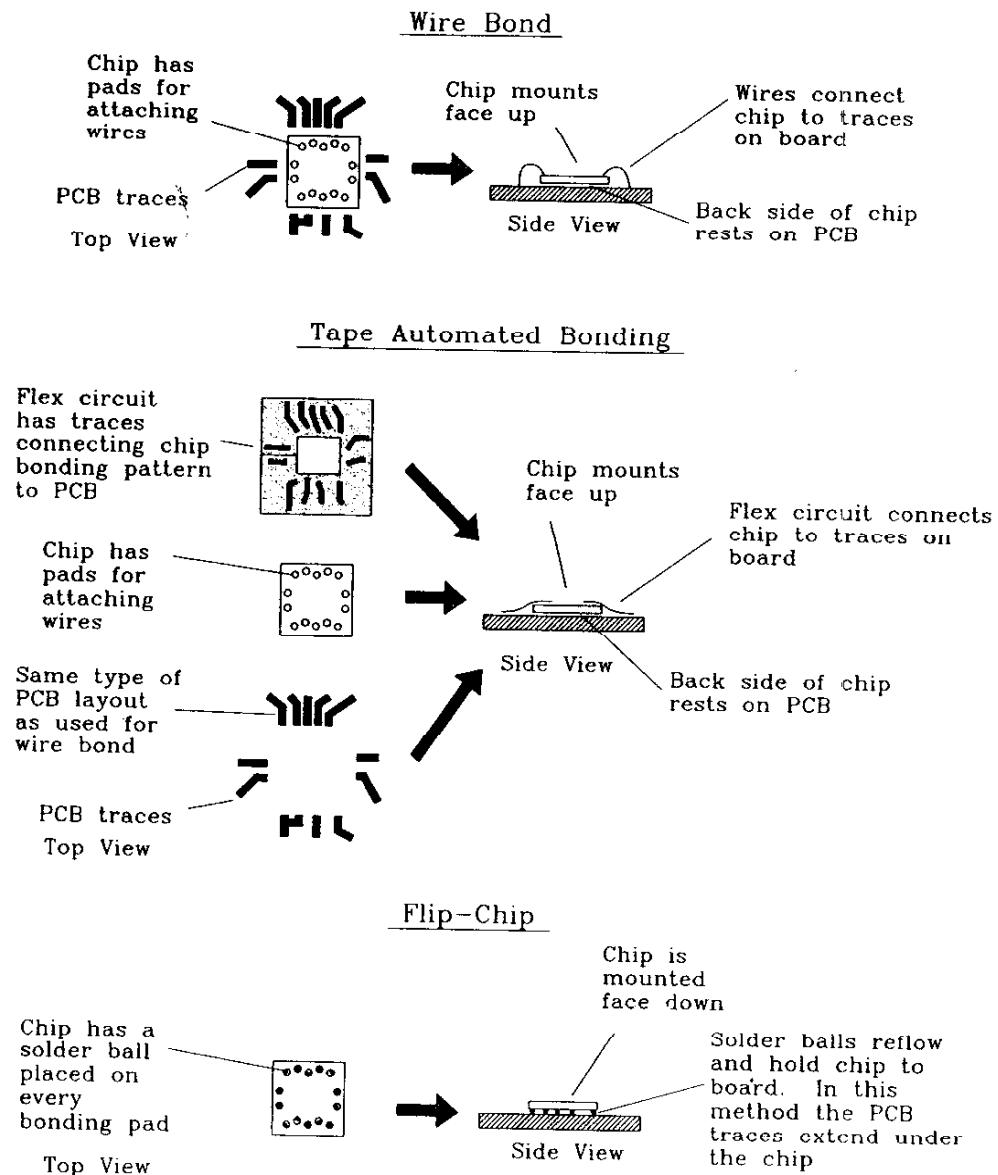 Wire Bond
Chip has
pads for
attaching
wires
PCB traces
Top View
Chip mounts
face up
Side View
Wires connect
chip to traces
on board
Back side of chip
rests on PCB
Tape Automated Bonding
Flex circuit
has traces
connecting chip
bonding pattern
to PCB
Chip has
pads for
attaching
wires
Same type of
PCB layout
as used for
wire bond
PCB traces
Top View
Chip mounts
face up
Side View
Flex circuit connects
chip to traces on
board
Back side of chip
rests on PCB
Flip-Chip
Chip has a
solder ball
placed on
every
bonding pad
Top View
Chip is
mounted
face down
Side View
Solder balls reflow
and hold chip to
board. In this
method the PCB
traces extend under
the chip